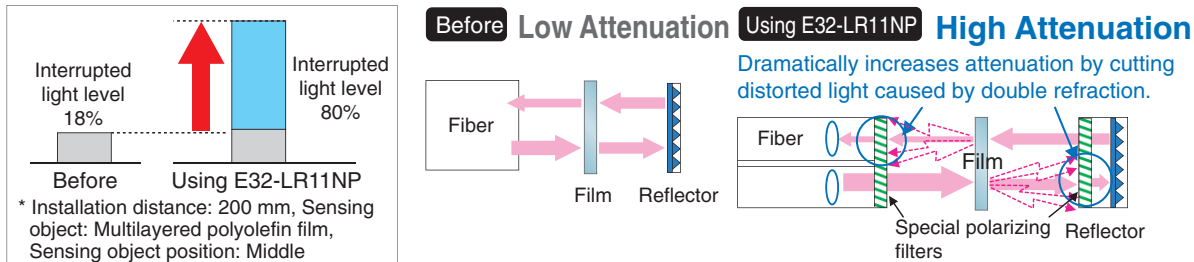 Interrupted
light level
18%
Interrupted
light level
80%
Before
Using E32-LR11NP
* Installation distance: 200 mm, Sensing
object: Multilayered polyolefin film,
Sensing object position: Middle
Before Low Attenuation
Fiber
Film
Reflector
Using E32-LR11NP High Attenuation
Dramatically increases attenuation by cutting
distorted light caused by double refraction.
Fiber
Film
Special polarizing
filters
Reflector